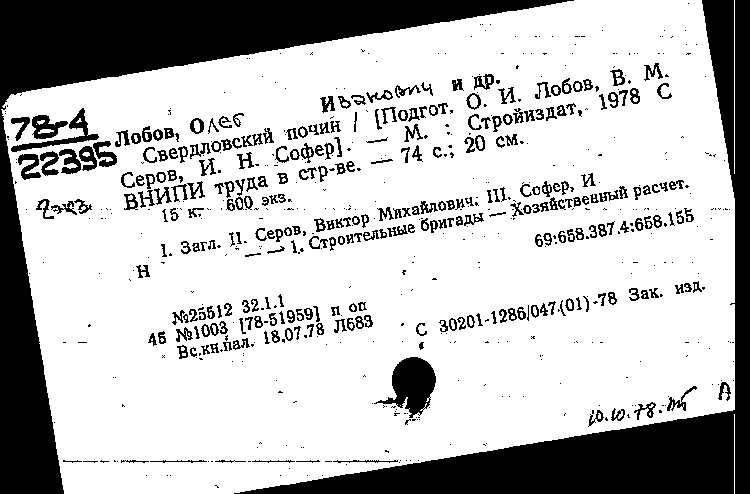 78-4
22395
2экз.
Лобов, Олег Иванович и др.
Свердловский почин / [Подгот. О. И. Лобов, В. М.
Серов, И. Н. Софер]. — М. : Стройиздат, 1978 С
ВНИПИ труда в стр-ве. — 74 с.; 20 см.
15 к. 600 экз.
I. Загл. II. Серов, Виктор Михайлович. III. Софер, И
Н — — 1. Строительные бригады — Хозяйственный расчет.
69:658.387.4:658.155
№25512 32.1.1
45 №1003 [78-51959] п оп
Вс.кн.пал. 18.07.78 Л683
С 30201-1286/047.(01)-78 Зак. изд.
10.10.78.
А